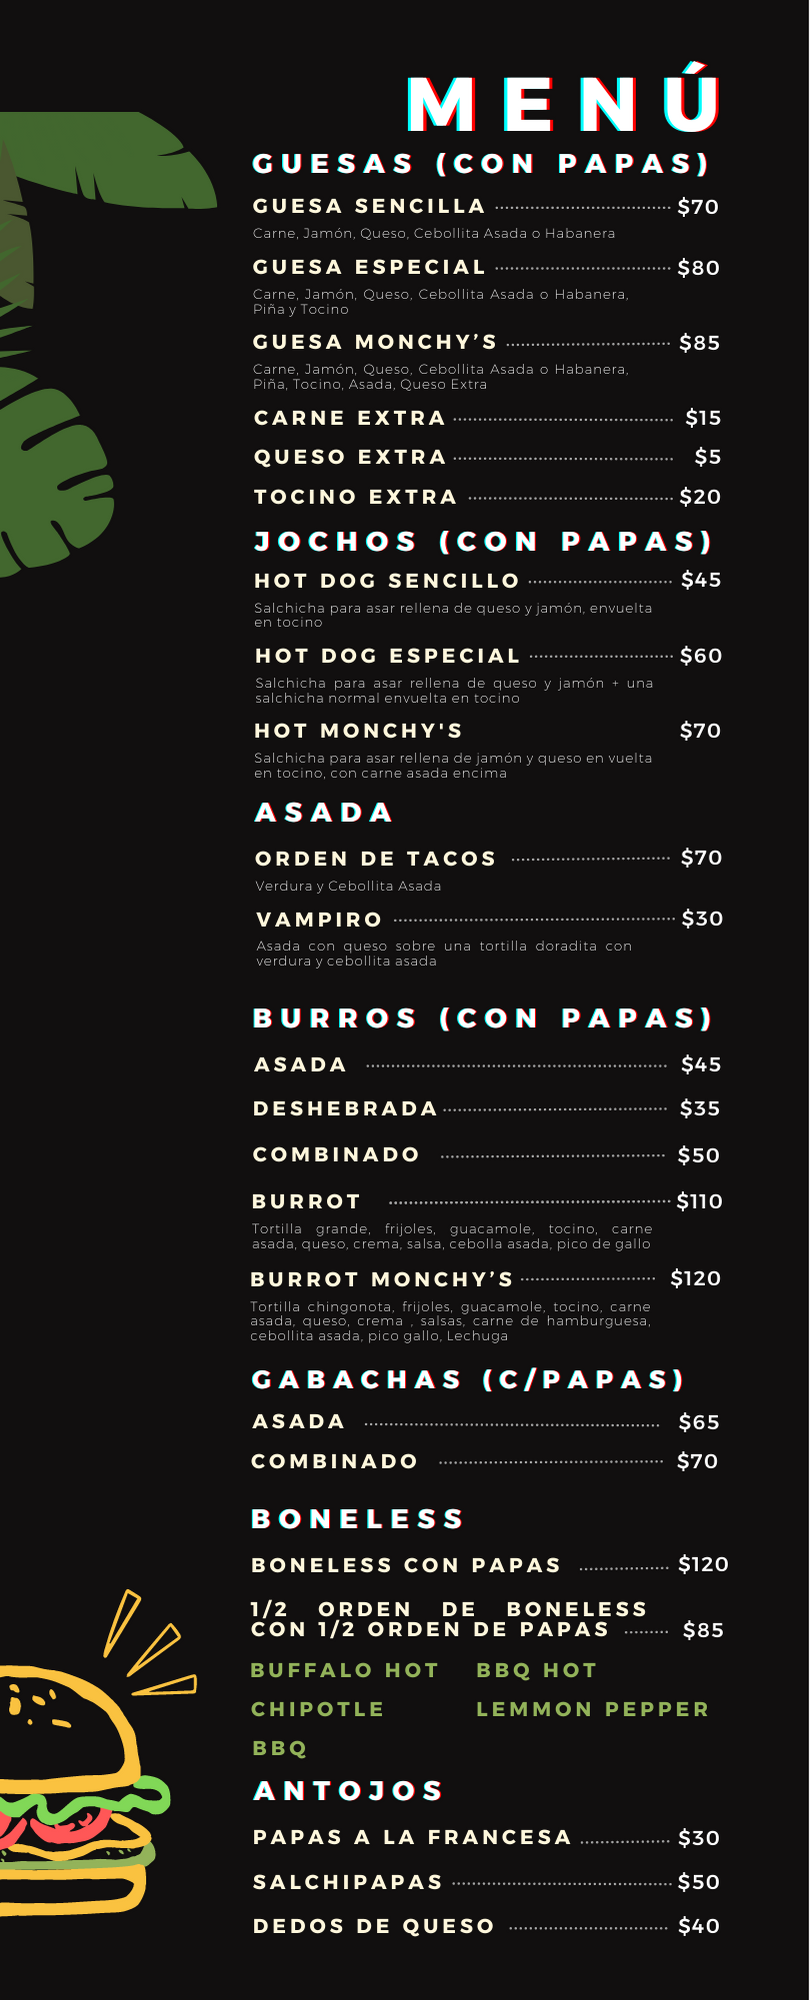 MENÚ
GUESAS (CON PAPAS)
GUESA SENCILLA $70
Carne, Jamón, Queso, Cebollita Asada o Habanera
GUESA ESPECIAL $80
Carne, Jamón, Queso, Cebollita Asada o Habanera,
Piña y Tocino
GUESA MONCHY’S $85
Carne, Jamón, Queso, Cebollita Asada o Habanera,
Piña, Tocino, Asada, Queso Extra
CARNE EXTRA $15
QUESO EXTRA $5
TOCINO EXTRA $20
JOCHOS (CON PAPAS)
HOT DOG SENCILLO $45
Salchicha para asar rellena de queso y jamón, envuelta
en tocino
HOT DOG ESPECIAL $60
Salchicha para asar rellena de queso y jamón + una
salchicha normal envuelta en tocino
HOT MONCHY'S $70
Salchicha para asar rellena de jamón y queso en vuelta
en tocino, con carne asada encima
ASADA
ORDEN DE TACOS $70
Verdura y Cebollita Asada
VAMPIRO $30
Asada con queso sobre una tortilla doradita con
verdura y cebollita asada
BURROS (CON PAPAS)
ASADA $45
DESHEBRADA $35
COMBINADO $50
BURROT $110
Tortilla grande, frijoles, guacamole, tocino, carne
asada, queso, crema, salsa, cebolla asada, pico de gallo
BURROT MONCHY’S $120
Tortilla chingonota, frijoles, guacamole, tocino, carne
asada, queso, crema , salsas, carne de hamburguesa,
cebollita asada, pico gallo, Lechuga
GABACHAS (C/PAPAS)
ASADA $65
COMBINADO $70
BONELESS
BONELESS CON PAPAS $120
1/2 ORDEN DE BONELESS
CON 1/2 ORDEN DE PAPAS $85
BUFFALO HOT BBQ HOT
CHIPOTLE LEMMON PEPPER
BBQ
ANTOJOS
PAPAS A LA FRANCESA $30
SALCHIPAPAS $50
DEDOS DE QUESO $40